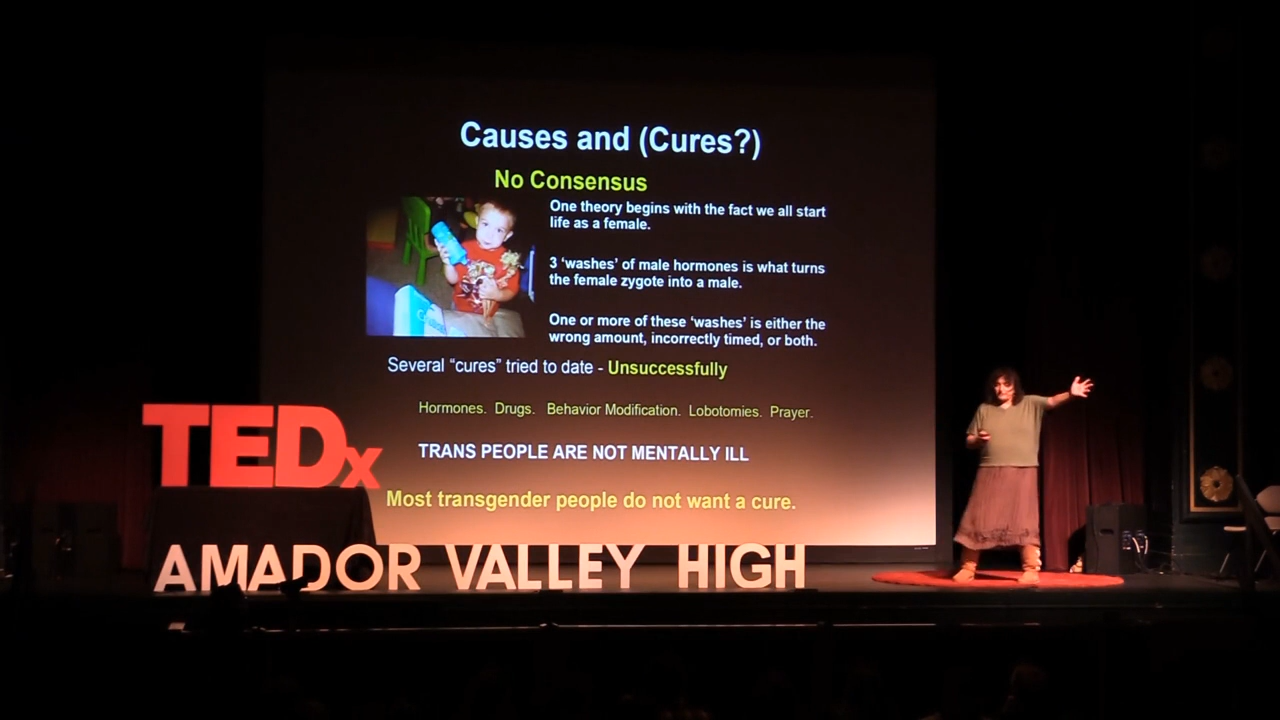 Causes and (Cures?)
No Consensus
One theory begins with the fact we all start
life as a female.
3 ‘washes’ of male hormones is what turns
the female zygote into a male.
One or more of these ‘washes’ is either the
wrong amount, incorrectly timed, or both.
Several “cures” tried to date - Unsuccessfully
Hormones. Drugs. Behavior Modification. Lobotomies. Prayer.
TRANS PEOPLE ARE NOT MENTALLY ILL
Most transgender people do not want a cure.
TEDx
AMADOR VALLEY HIGH